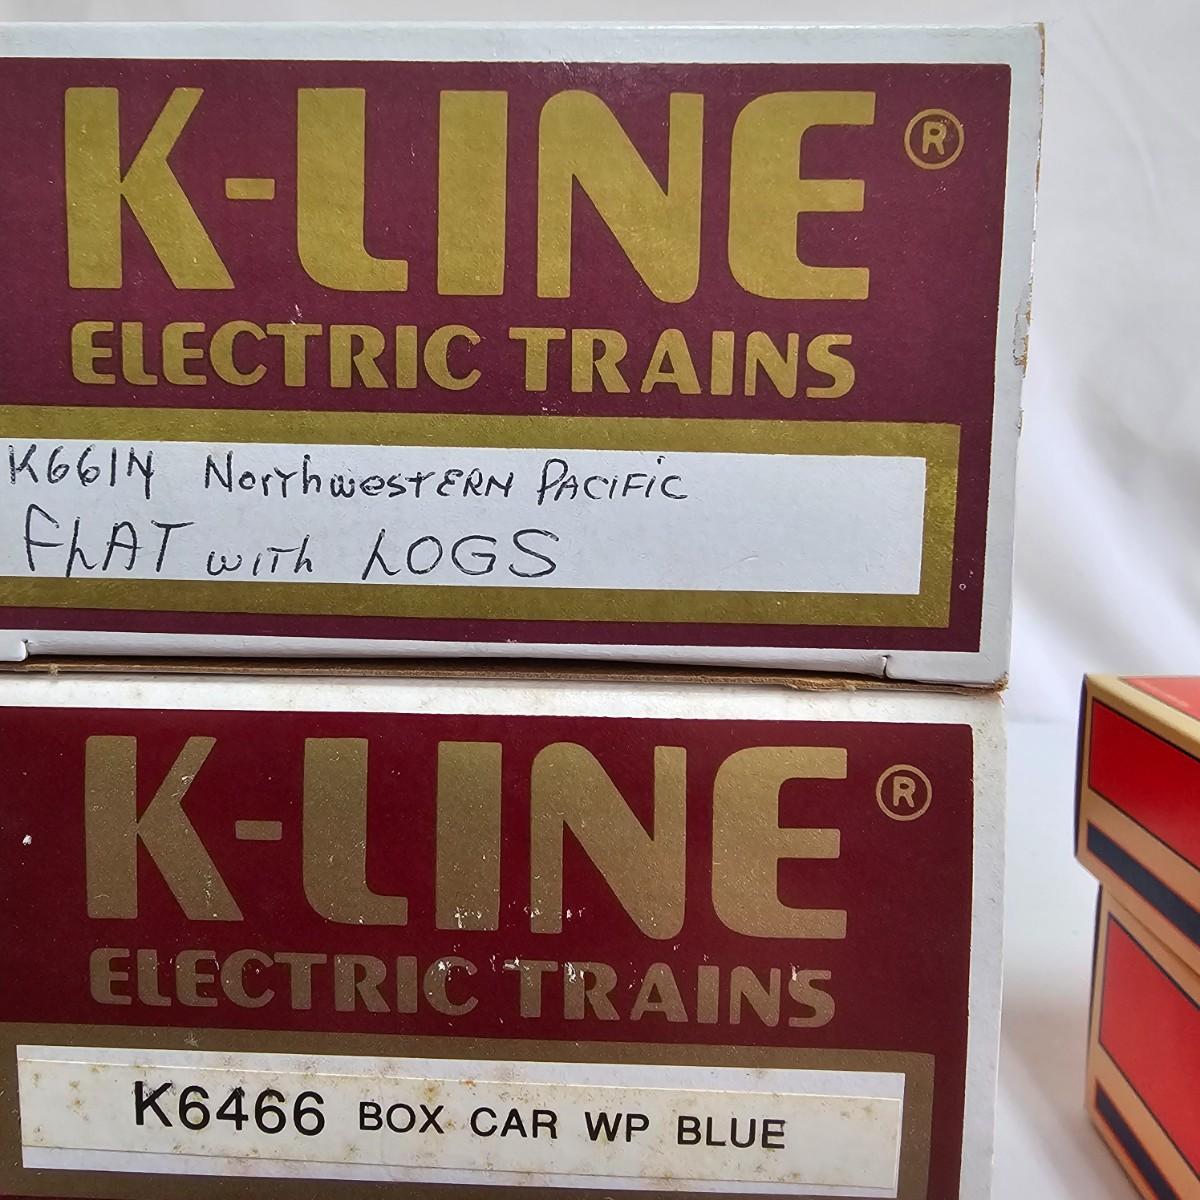 K-LINE®
ELECTRIC TRAINS
K6614 Northwestern Pacific
FLAT with LOGS
K-LINE®
ELECTRIC TRAINS
K6466 BOX CAR WP BLUE